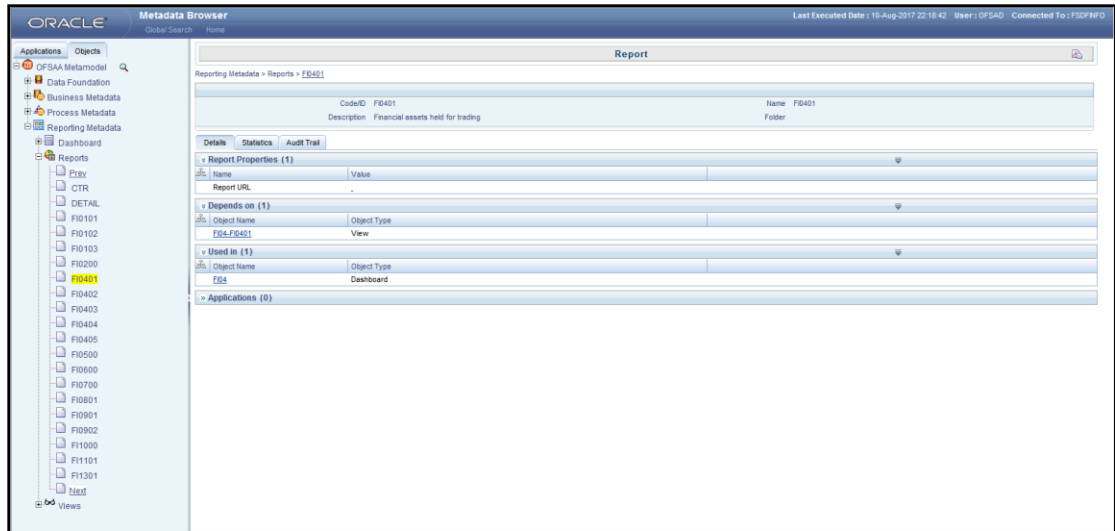 ORACLE
Metadata Browser
Last Executed Date : 10-Aug-2017 22:18:42 User : OFSAD Connected To : FSDFINFO
Global Search Home
Applications Objects
OFSAA Metamodel
Data Foundation
Business Metadata
Process Metadata
Reporting Metadata
Dashboard
Reports
Prev
CTR
DETAIL
FI0101
FI0102
FI0103
FI0200
FI0401
FI0402
FI0403
FI0404
FI0405
FI0500
FI0600
FI0700
FI0801
FI0901
FI0902
FI1000
FI1101
FI1301
Next
Views
Report
Reporting Metadata > Reports > FI0401
Code/ID FI0401 Name FI0401
Description Financial assets held for trading Folder
Details Statistics Audit Trail
Report Properties (1)
Name Value
Report URL .
Depends on (1)
Object Name Object Type
FI04-FI0401 View
Used in (1)
Object Name Object Type
FI04 Dashboard
Applications (0)